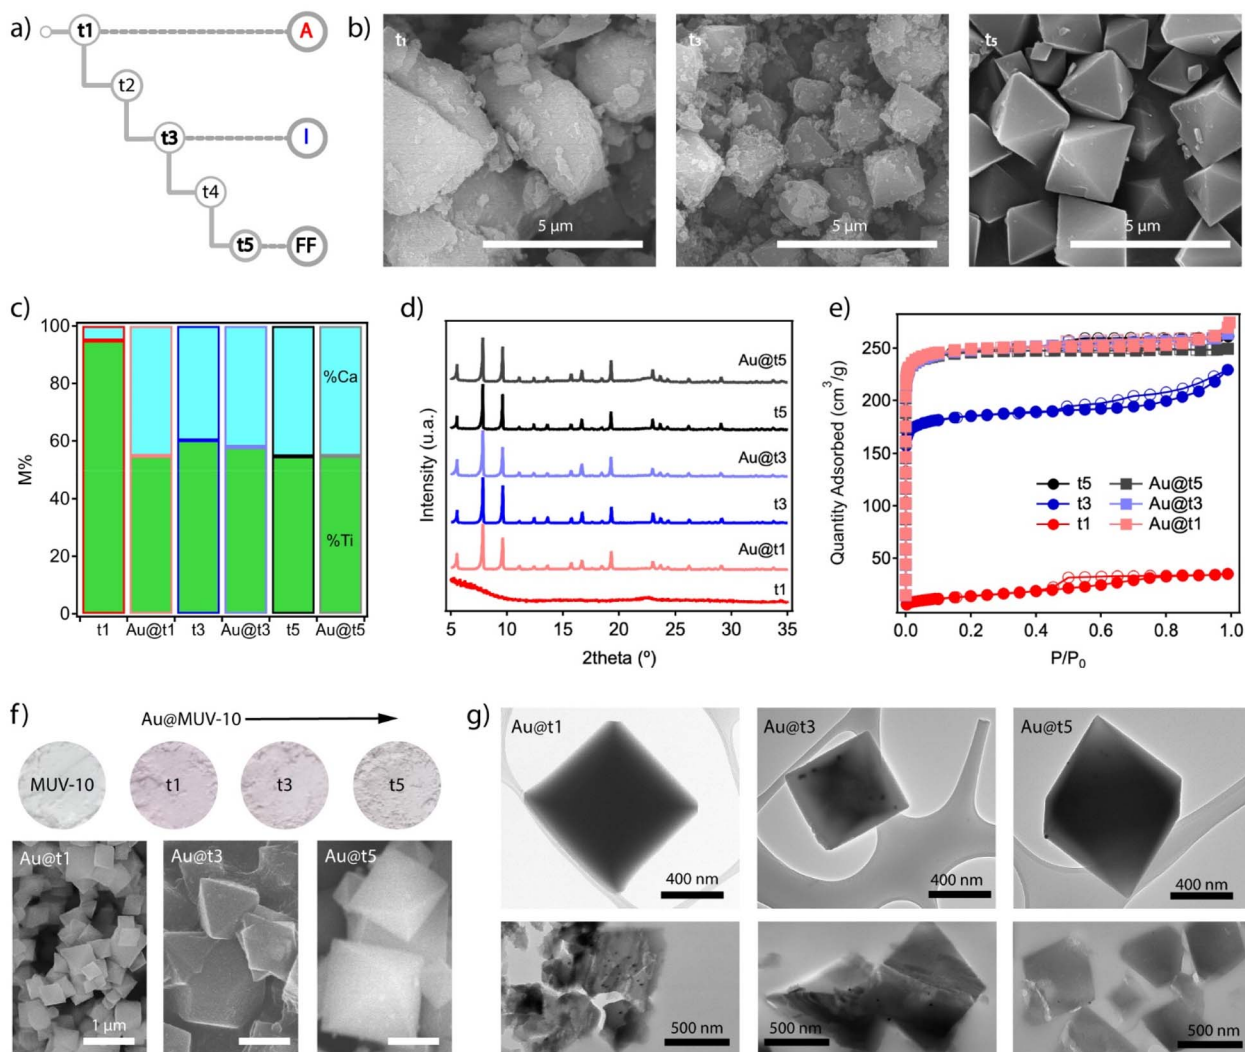 a)
t1
A
t2
t3
I
t4
t5
FF
b)
t₁
5 μm
t₃
5 μm
t₅
5 μm
c)
100
80
60
40
20
0
M%
%Ca
%Ti
t1 Au@t1 t3 Au@t3 t5 Au@t5
d)
Intensity (u.a.)
Au@t5
t5
Au@t3
t3
Au@t1
t1
5 10 15 20 25 30 35
2theta (º)
e)
Quantity Adsorbed (cm³/g)
250
200
150
100
50
t5 Au@t5
t3 Au@t3
t1 Au@t1
0.0 0.2 0.4 0.6 0.8 1.0
P/P₀
f)
Au@MUV-10
MUV-10
t1
t3
t5
Au@t1
1 μm
Au@t3
Au@t5
g)
Au@t1
400 nm
Au@t3
400 nm
Au@t5
400 nm
500 nm
500 nm
500 nm